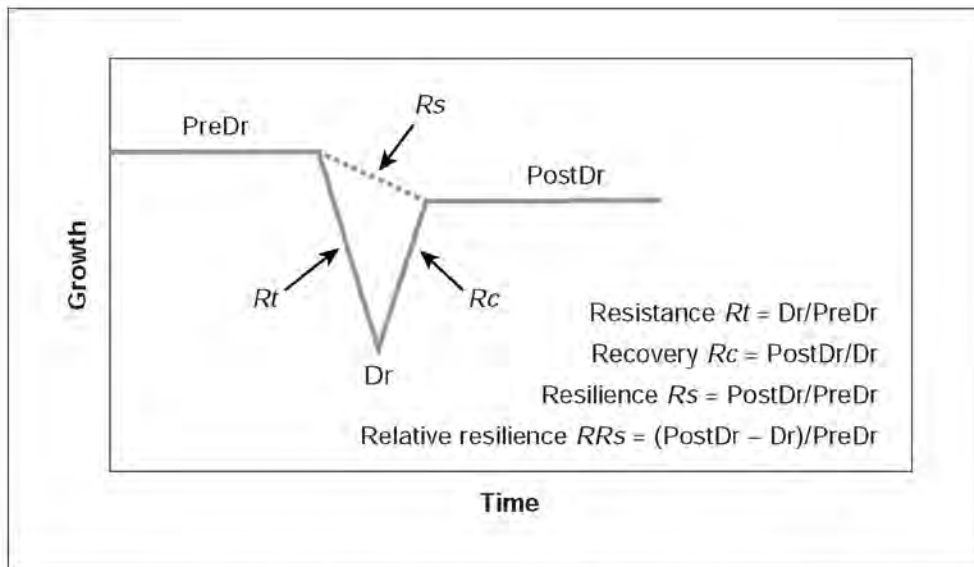 Rs
PreDr
PostDr
Growth
Rt
Rc
Dr
Resistance Rt = Dr/PreDr
Recovery Rc = PostDr/Dr
Resilience Rs = PostDr/PreDr
Relative resilience RRs = (PostDr – Dr)/PreDr
Time